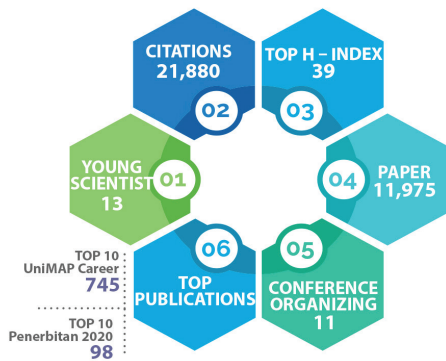 CITATIONS
21,880
02
TOP H – INDEX
39
03
YOUNG
SCIENTIST
13
01
PAPER
11,975
04
06
TOP
PUBLICATIONS
05
CONFERENCE
ORGANIZING
11
TOP 10
UniMAP Career
745
TOP 10
Penerbitan 2020
98